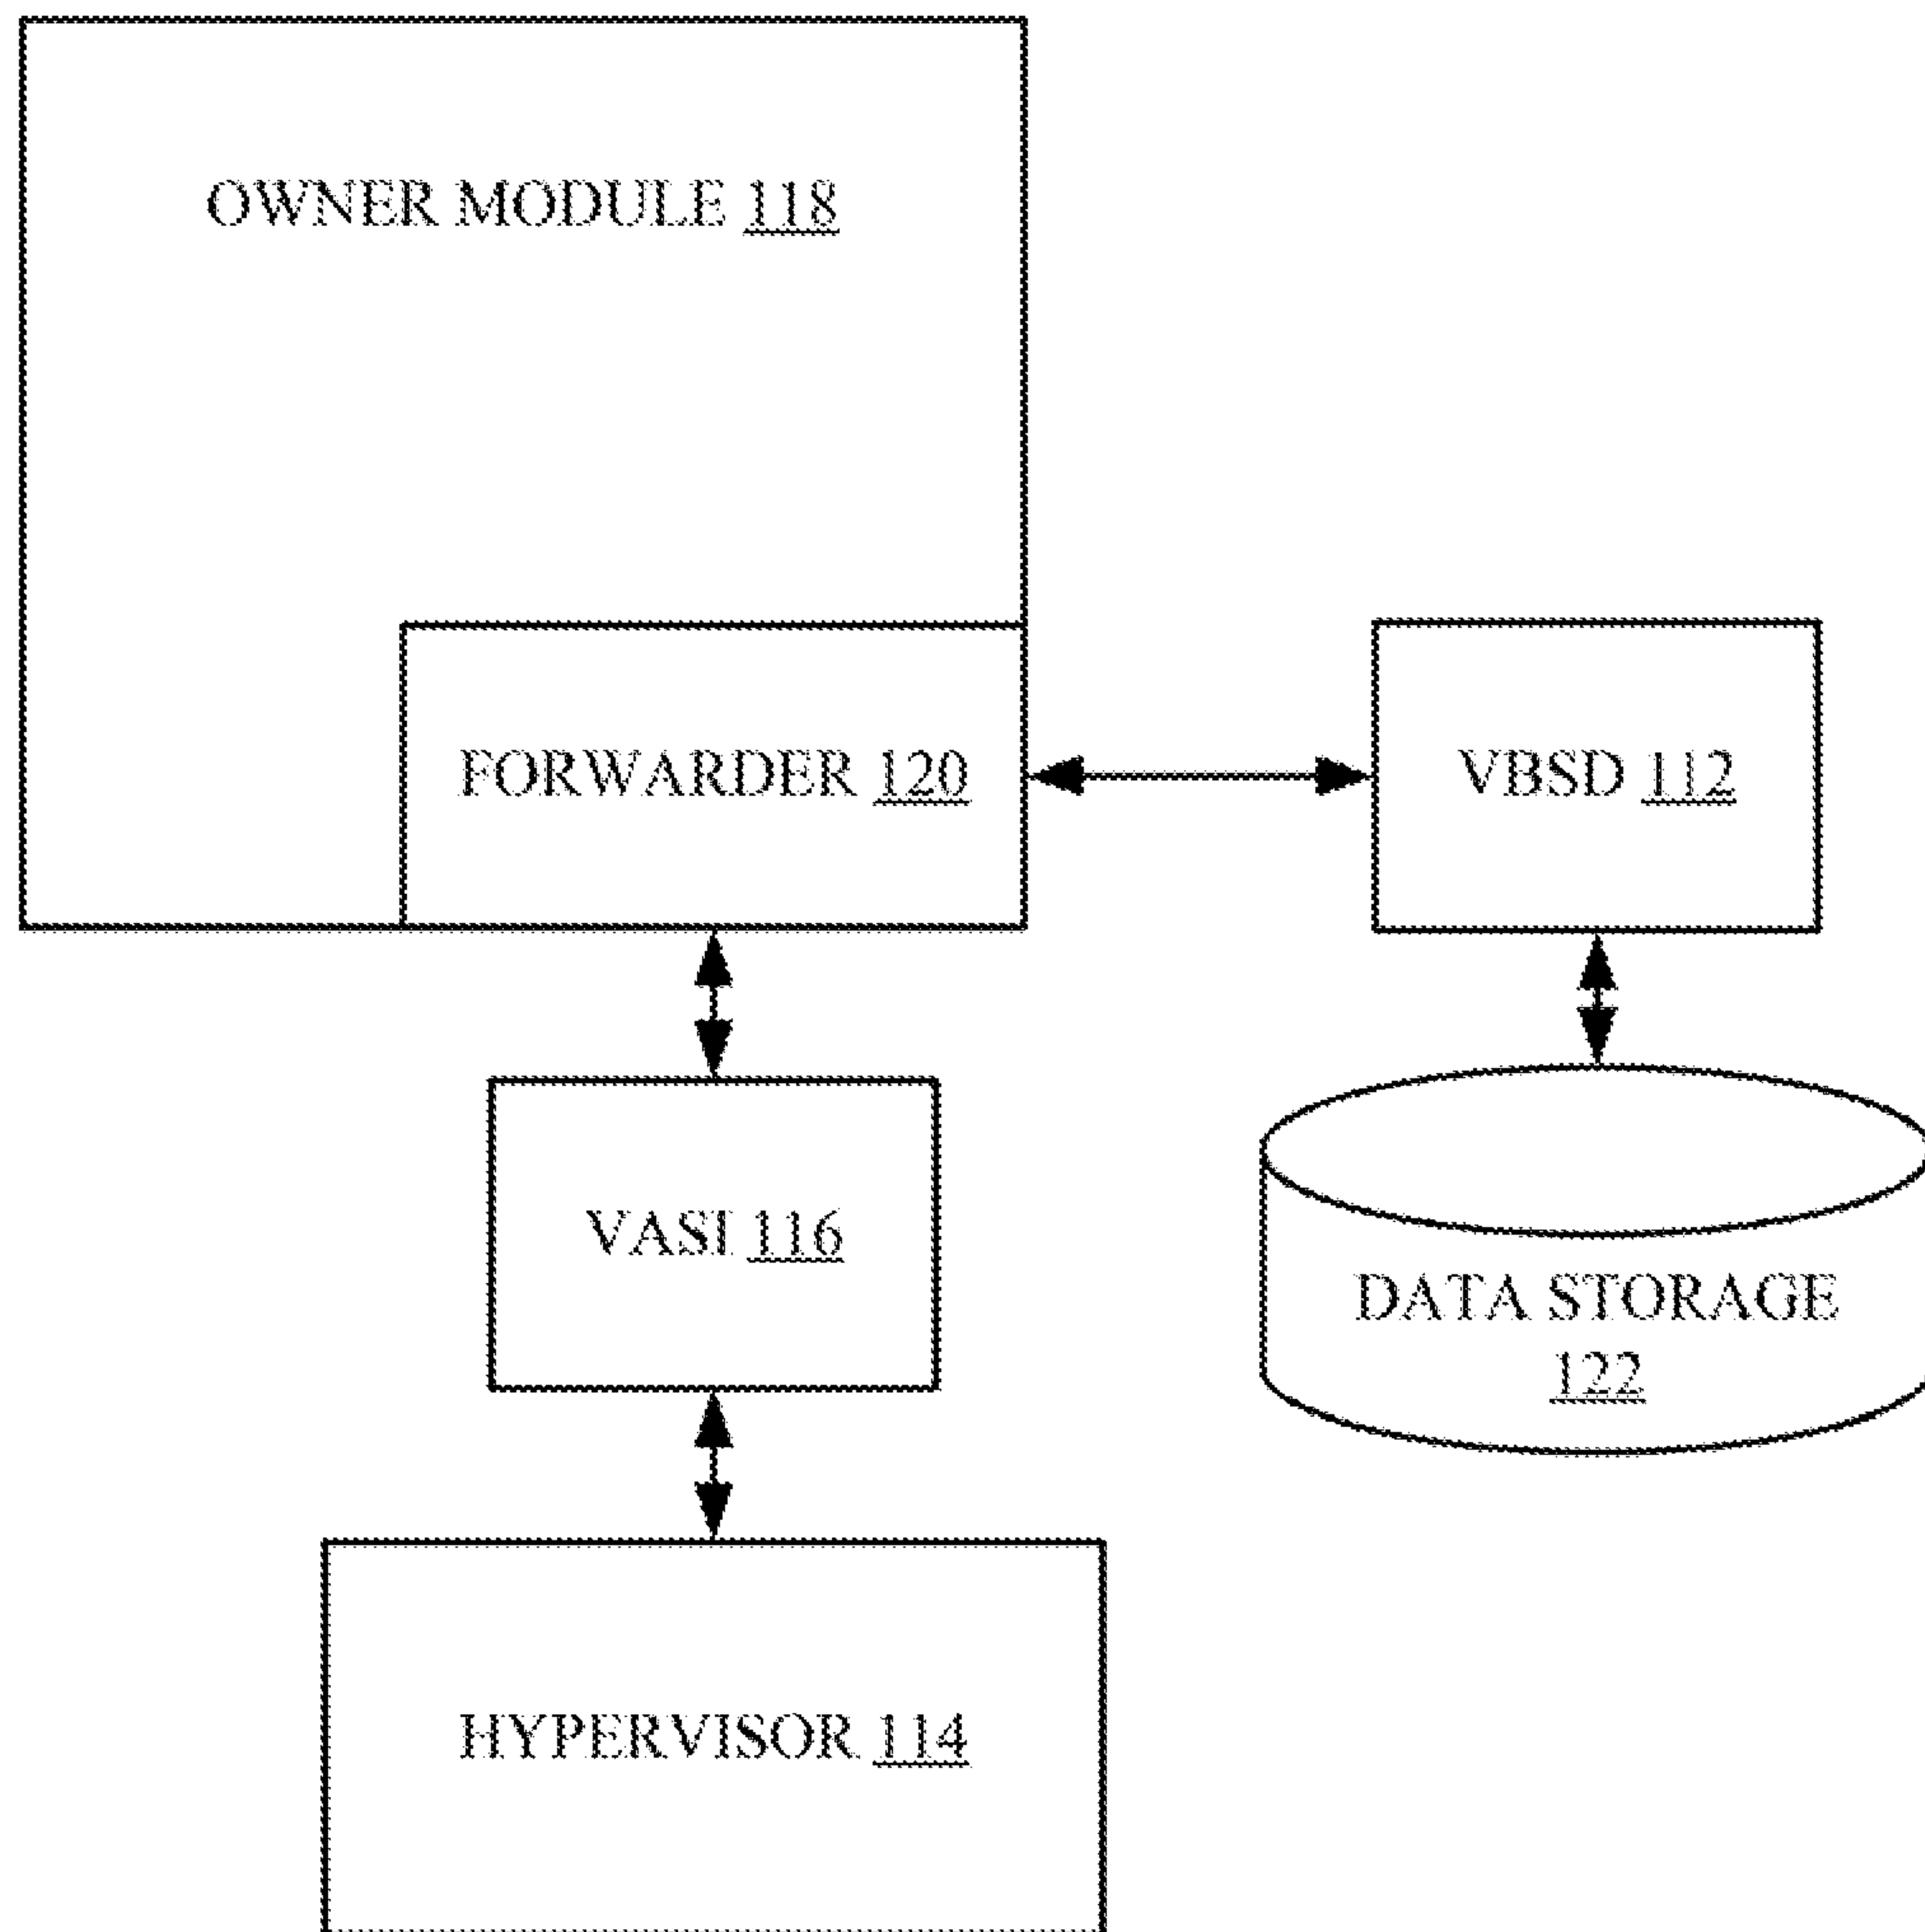 OWNER MODULE 118
FORWARDER 120
VBSD 112
VASI 116
DATA STORAGE
122
HYPERVISOR 114